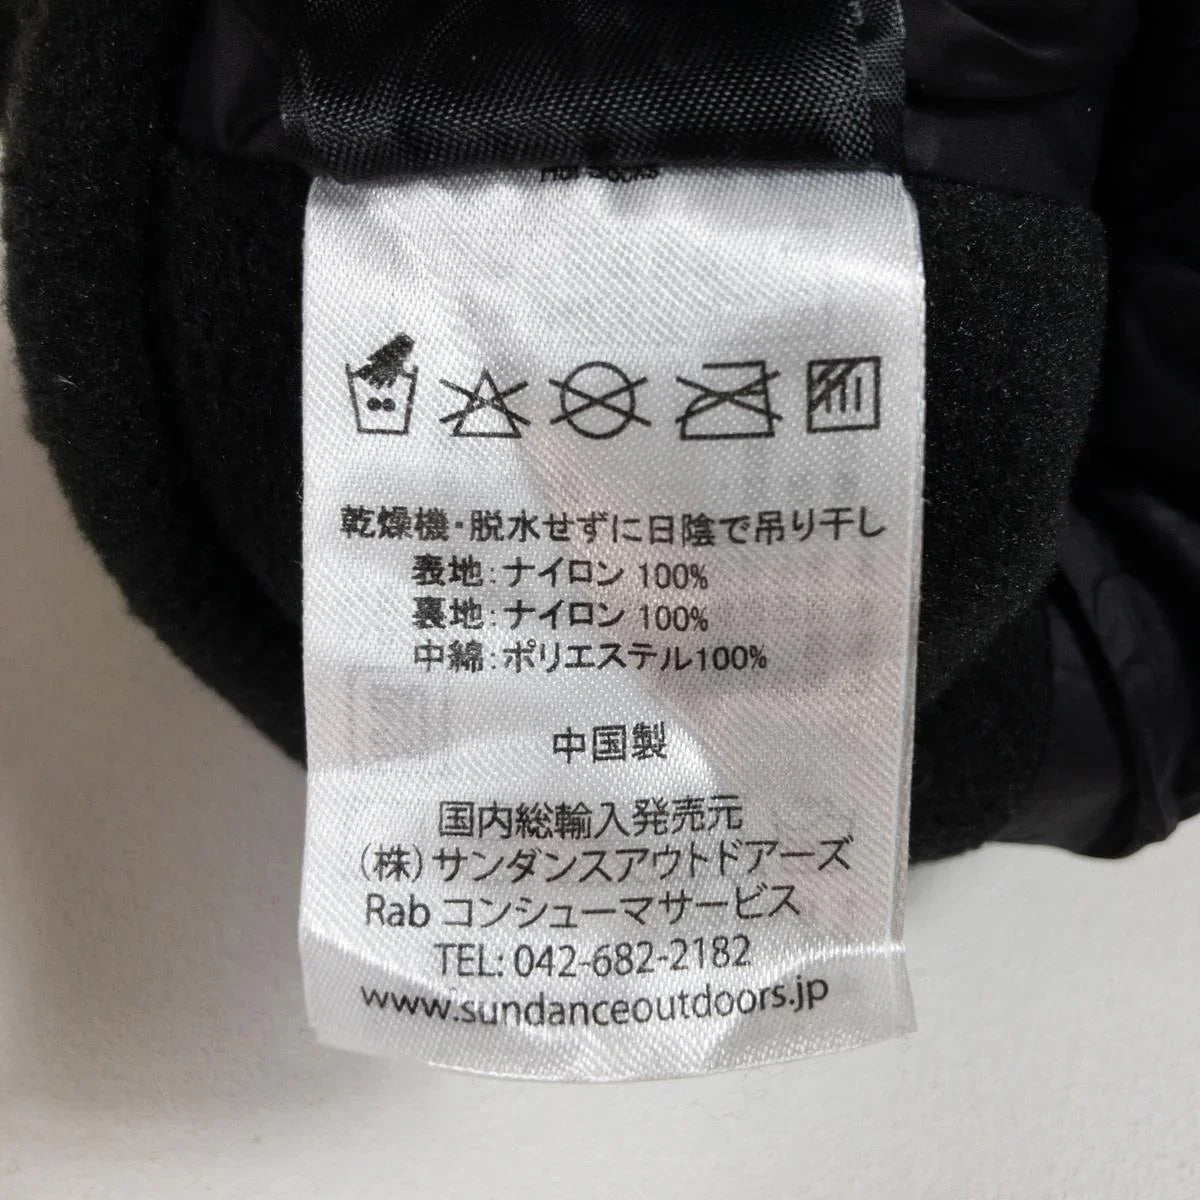 Hut Socks
乾燥機・脱水せずに日陰で吊り干し
表地:ナイロン 100%
裏地:ナイロン 100%
中綿:ポリエステル100%
中国製
国内総輸入発売元
(株)サンダンスアウトドアーズ
Rab コンシューマサービス
TEL: 042-682-2182
www.sundanceoutdoors.jp